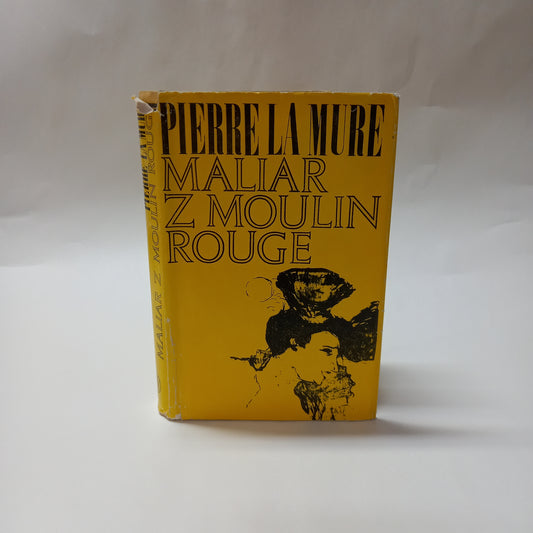 PIERRE LA MURE
MALIAR
Z MOULIN
ROUGE
PIERRE LA MURE
MALIAR Z MOULIN ROUGE